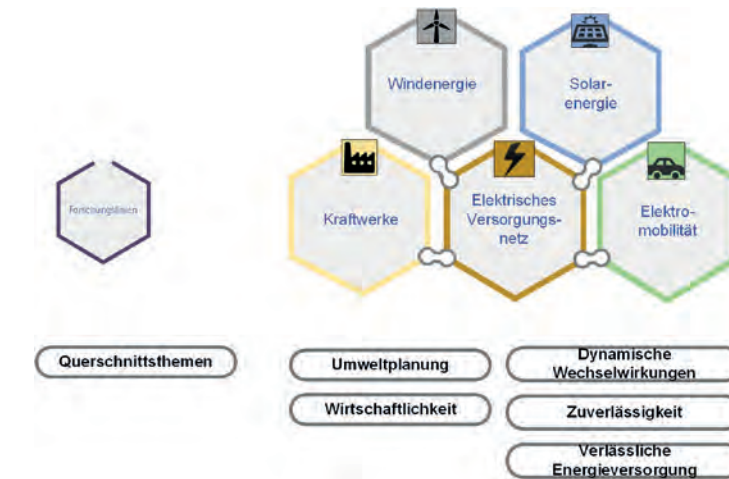 Windenergie
Solar-
energie
Forschungslinien
Kraftwerke
Elektrisches
Versorgungs-
netz
Elektro-
mobilität
Querschnittsthemen
Umweltplanung
Dynamische
Wechselwirkungen
Wirtschaftlichkeit
Zuverlässigkeit
Verlässliche
Energieversorgung